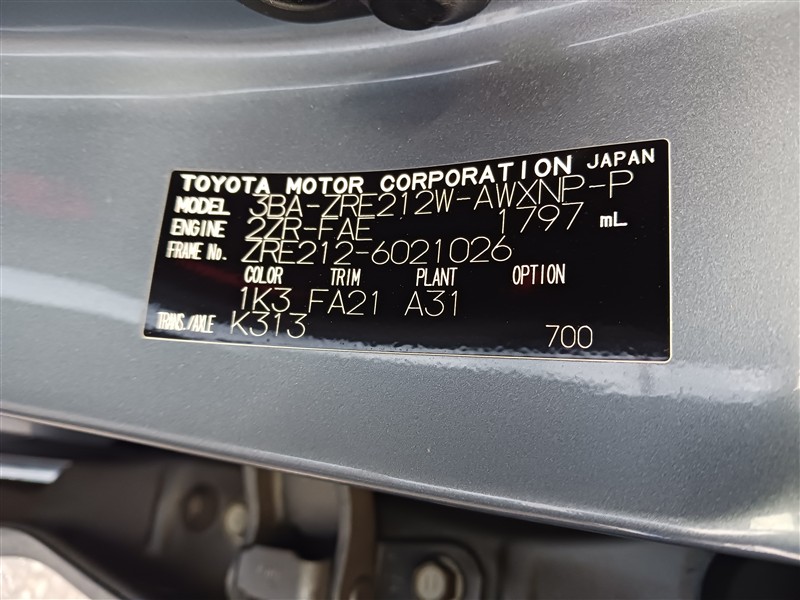 TOYOTA MOTOR CORPORATION JAPAN
MODEL 3BA-ZRE212W-AWXNP-P
ENGINE 2ZR-FAE 1797 mL
FRAME No. ZRE212-6021026
COLOR TRIM PLANT OPTION
1K3 FA21 A31
TRANS./AXLE K313 700